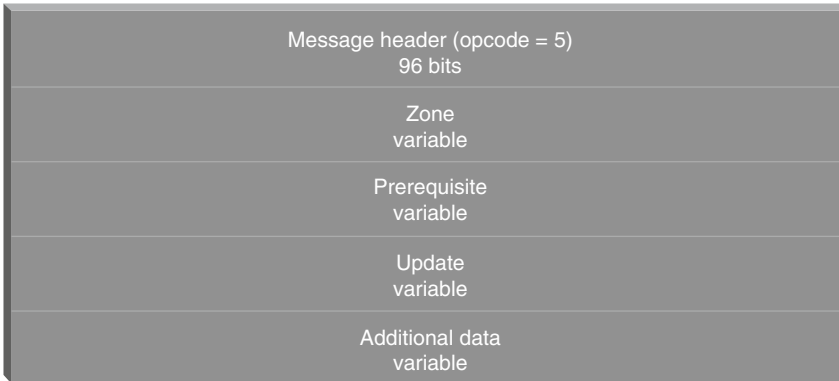 Message header (opcode = 5)
96 bits
Zone
variable
Prerequisite
variable
Update
variable
Additional data
variable